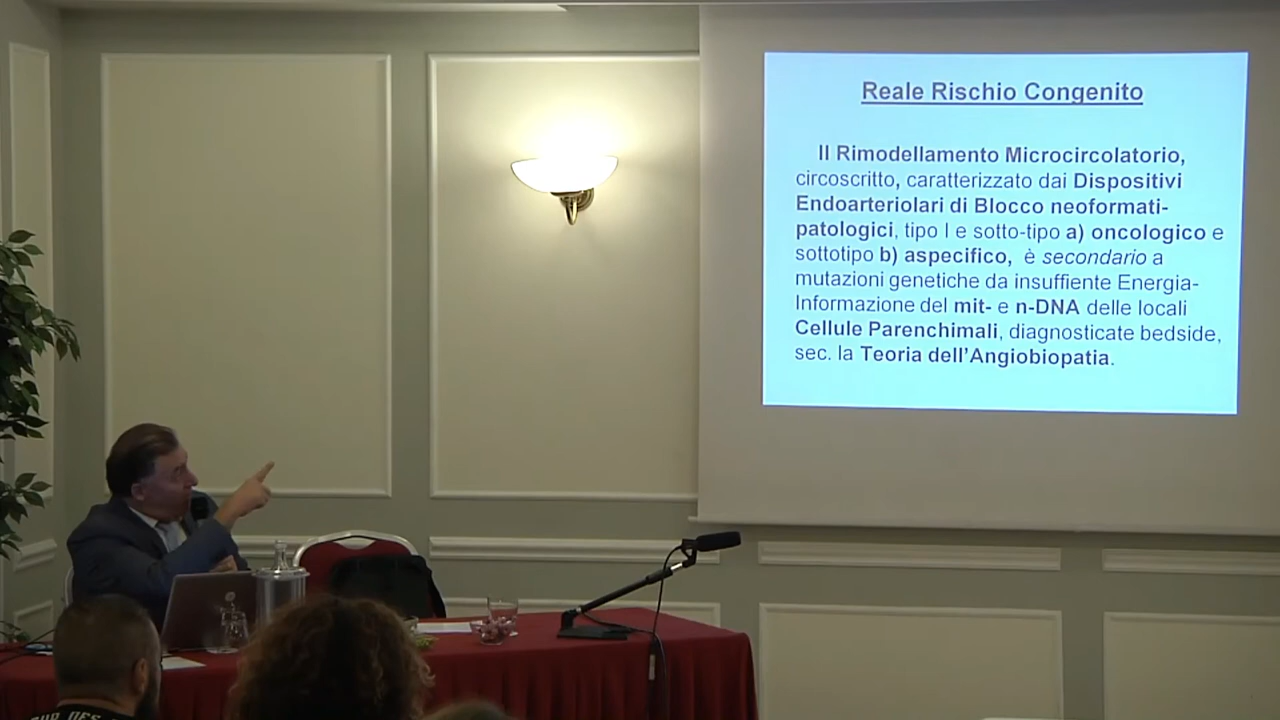 Reale Rischio Congenito
Il Rimodellamento Microcircolatorio,
circoscritto, caratterizzato dai Dispositivi
Endoarteriolari di Blocco neoformati-
patologici, tipo I e sotto-tipo a) oncologico e
sottotipo b) aspecifico, è secondario a
mutazioni genetiche da insuffiente Energia-
Informazione del mit- e n-DNA delle locali
Cellule Parenchimali, diagnosticate bedside,
sec. la Teoria dell'Angiobiopatia.